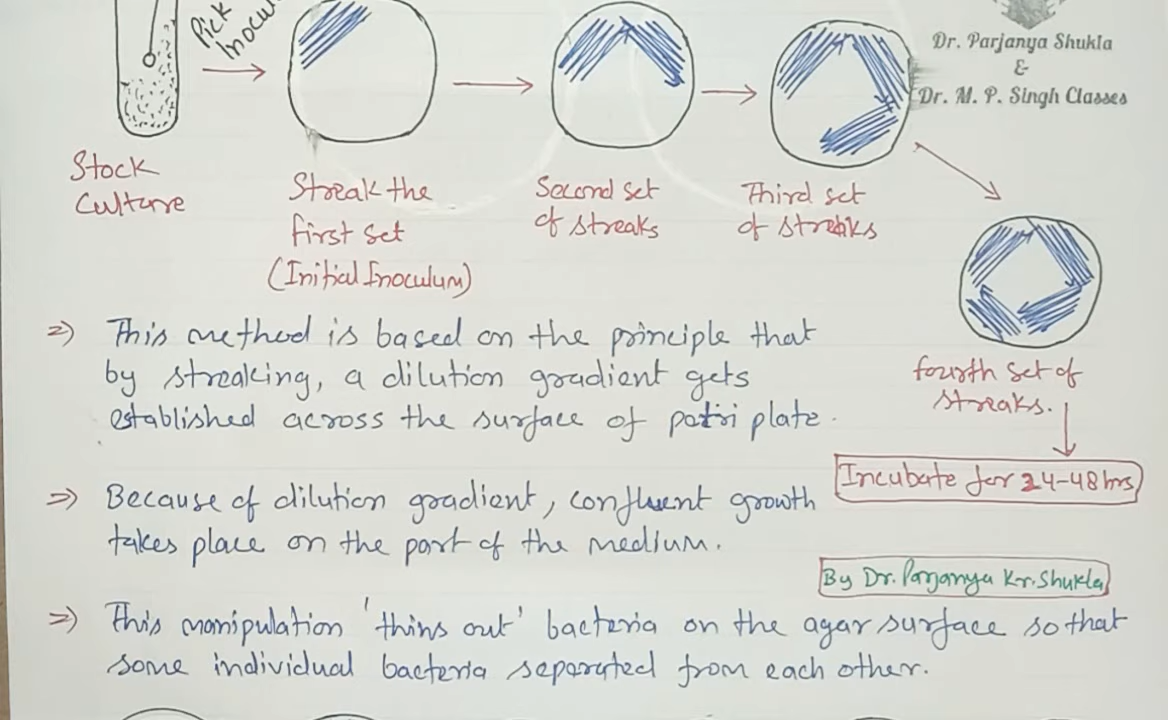 Pick
Inocu
Dr. Parjanya Shukla
&
Dr. M. P. Singh Classes
Stock
Culture
Streak the
first set
(Initial Inoculum)
Second set
of streaks
Third set
of streaks
fourth set of
streaks.
Incubate for 24-48 hrs
⇒) This method is based on the principle that
by streaking, a dilution gradient gets
established across the surface of petri plate.
⇒) Because of dilution gradient, confluent growth
takes place on the part of the medium.
By Dr. Parjanya Kr. Shukla
⇒) This manipulation 'thins out' bacteria on the agar surface so that
some individual bacteria separated from each other.